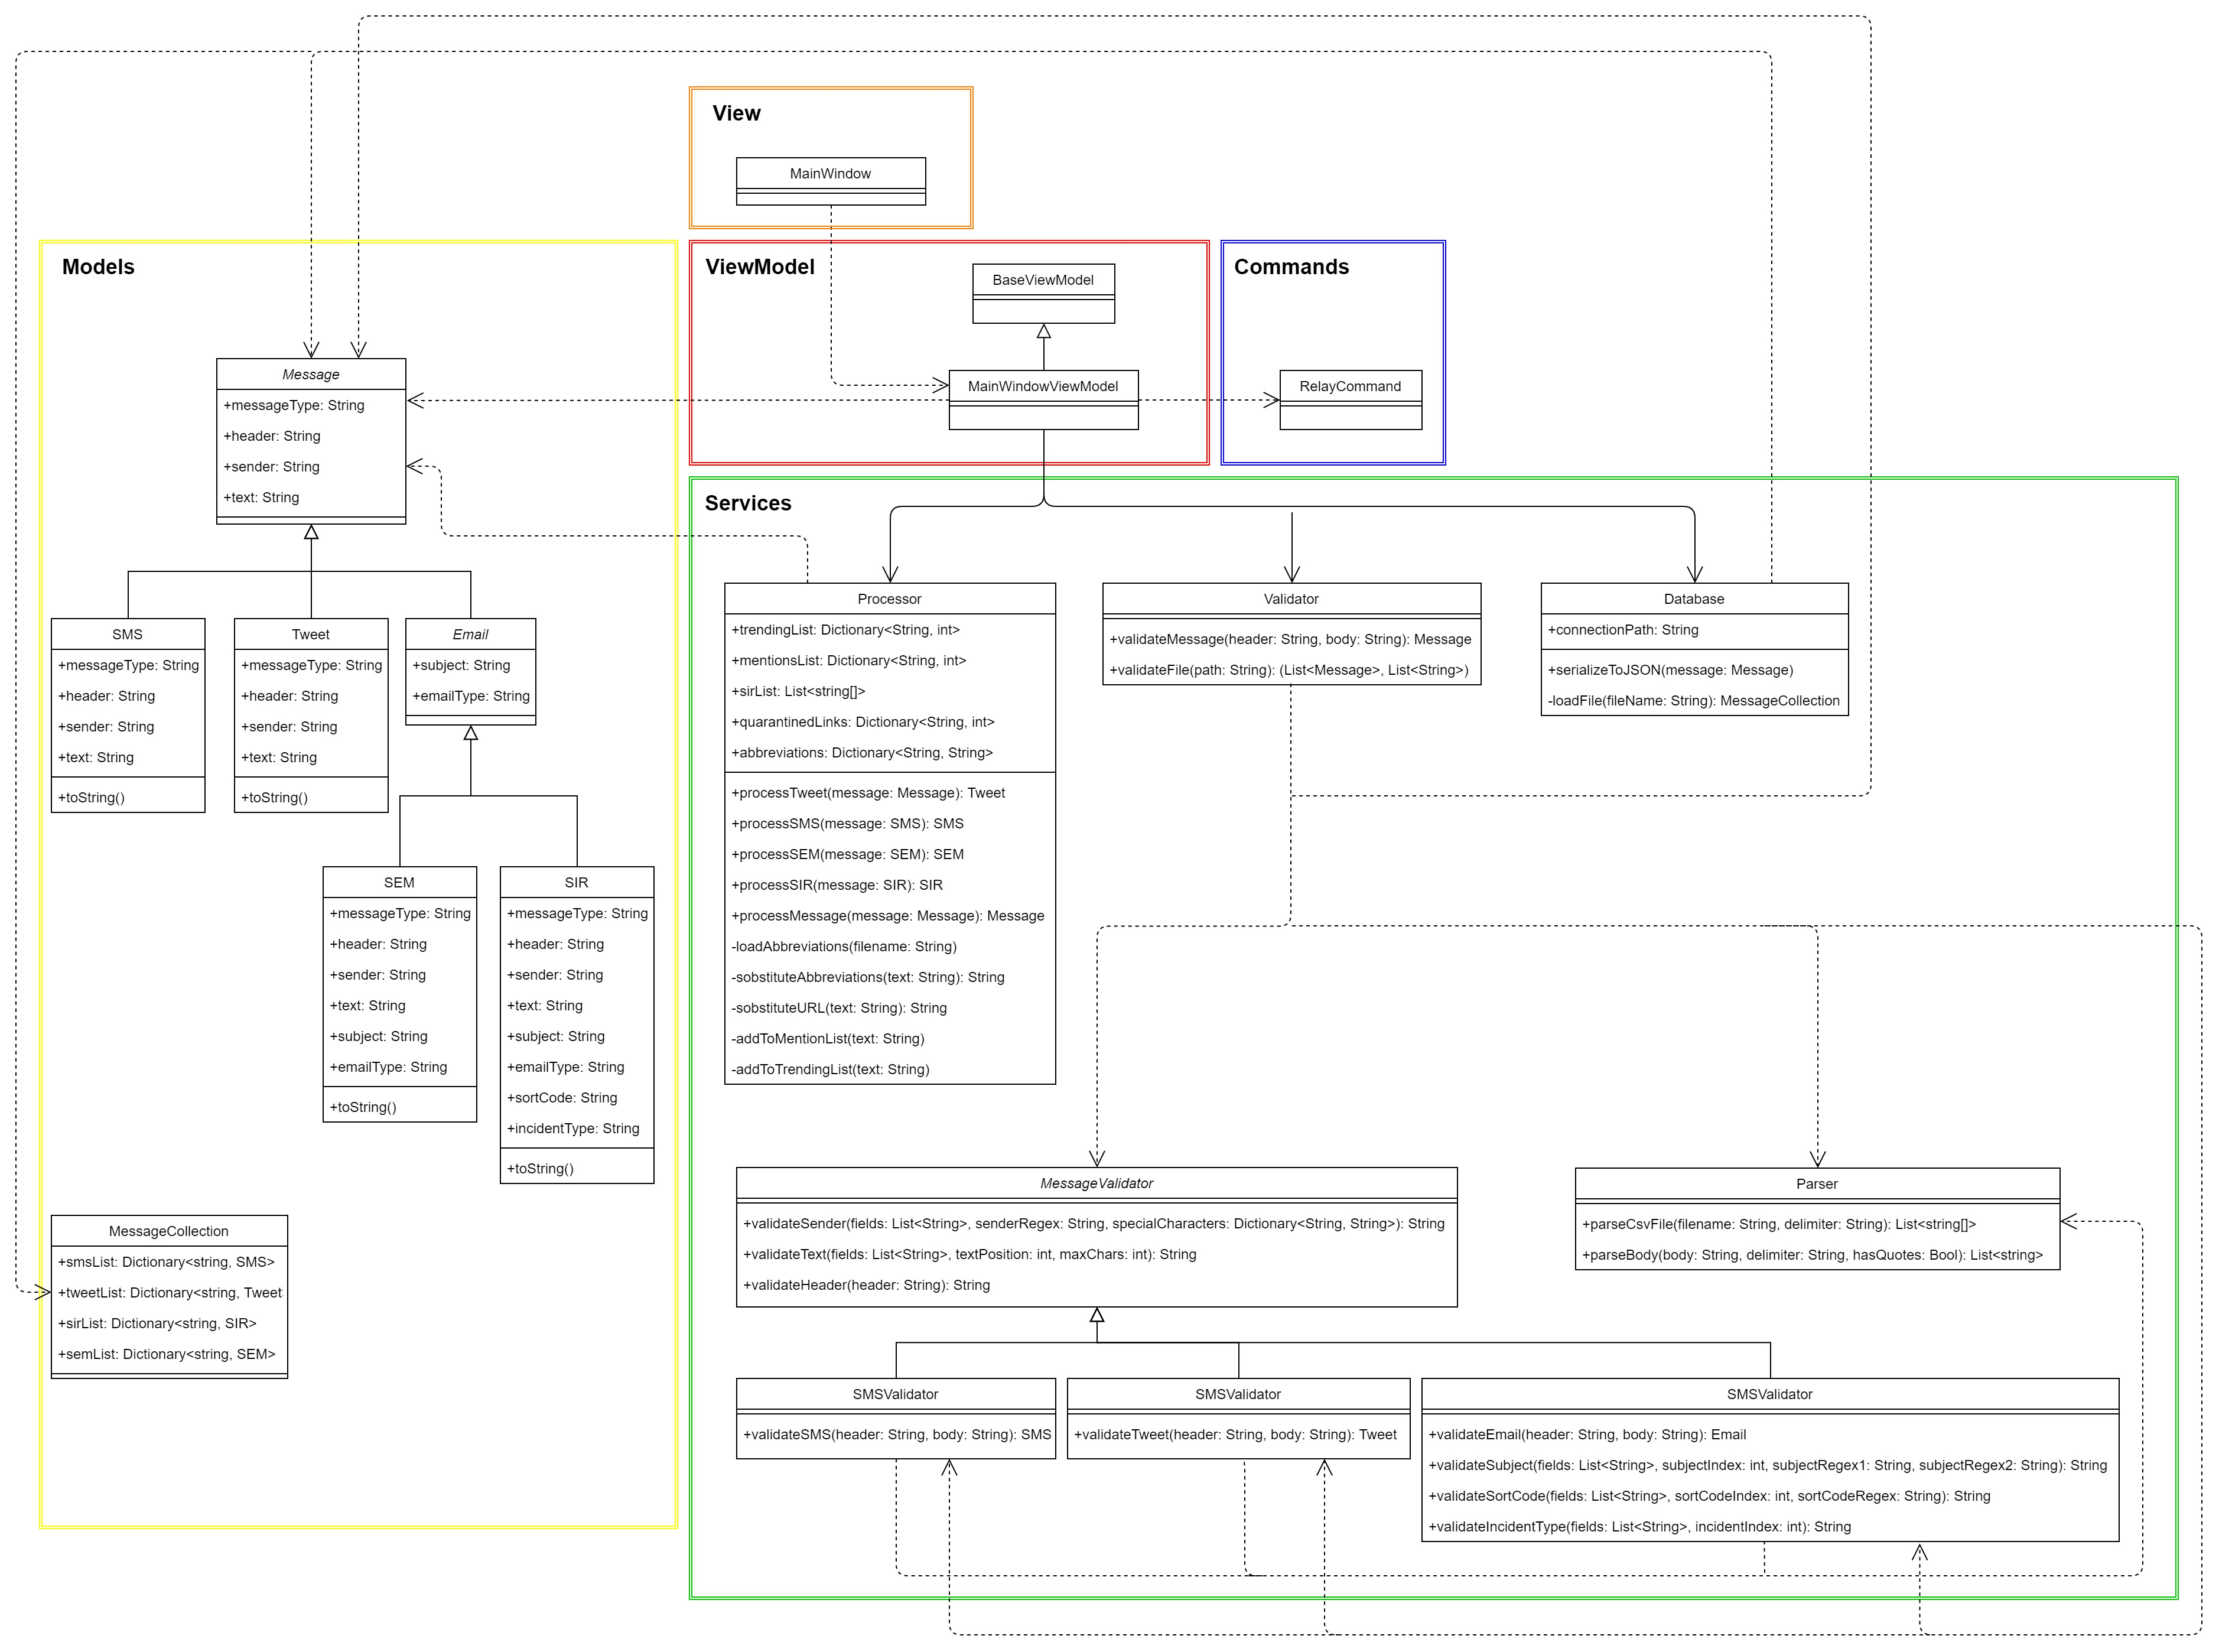 View
MainWindow
Models
ViewModel
BaseViewModel
MainWindowViewModel
Commands
RelayCommand
Message
+messageType: String
+header: String
+sender: String
+text: String
SMS
+messageType: String
+header: String
+sender: String
+text: String
+toString()
Tweet
+messageType: String
+header: String
+sender: String
+text: String
+toString()
Email
+subject: String
+emailType: String
SEM
+messageType: String
+header: String
+sender: String
+text: String
+subject: String
+emailType: String
+toString()
SIR
+messageType: String
+header: String
+sender: String
+text: String
+subject: String
+emailType: String
+sortCode: String
+incidentType: String
+toString()
MessageCollection
+smsList: Dictionary<string, SMS>
+tweetList: Dictionary<string, Tweet
+sirList: Dictionary<string, SIR>
+semList: Dictionary<string, SEM>
Services
Processor
+trendingList: Dictionary<String, int>
+mentionsList: Dictionary<String, int>
+sirList: List<string[]>
+quarantinedLinks: Dictionary<String, int>
+abbreviations: Dictionary<String, String>
+processTweet(message: Message): Tweet
+processSMS(message: SMS): SMS
+processSEM(message: SEM): SEM
+processSIR(message: SIR): SIR
+processMessage(message: Message): Message
-loadAbbreviations(filename: String)
-sobstituteAbbreviations(text: String): String
-sobstituteURL(text: String): String
-addToMentionList(text: String)
-addToTrendingList(text: String)
Validator
+validateMessage(header: String, body: String): Message
+validateFile(path: String): (List<Message>, List<String>)
Database
+connectionPath: String
+serializeToJSON(message: Message)
-loadFile(fileName: String): MessageCollection
MessageValidator
+validateSender(fields: List<String>, senderRegex: String, specialCharacters: Dictionary<String, String>): String
+validateText(fields: List<String>, textPosition: int, maxChars: int): String
+validateHeader(header: String): String
Parser
+parseCsvFile(filename: String, delimiter: String): List<string[]>
+parseBody(body: String, delimiter: String, hasQuotes: Bool): List<string>
SMSValidator
+validateSMS(header: String, body: String): SMS
SMSValidator
+validateTweet(header: String, body: String): Tweet
SMSValidator
+validateEmail(header: String, body: String): Email
+validateSubject(fields: List<String>, subjectIndex: int, subjectRegex1: String, subjectRegex2: String): String
+validateSortCode(fields: List<String>, sortCodeIndex: int, sortCodeRegex: String): String
+validateIncidentType(fields: List<String>, incidentIndex: int): String